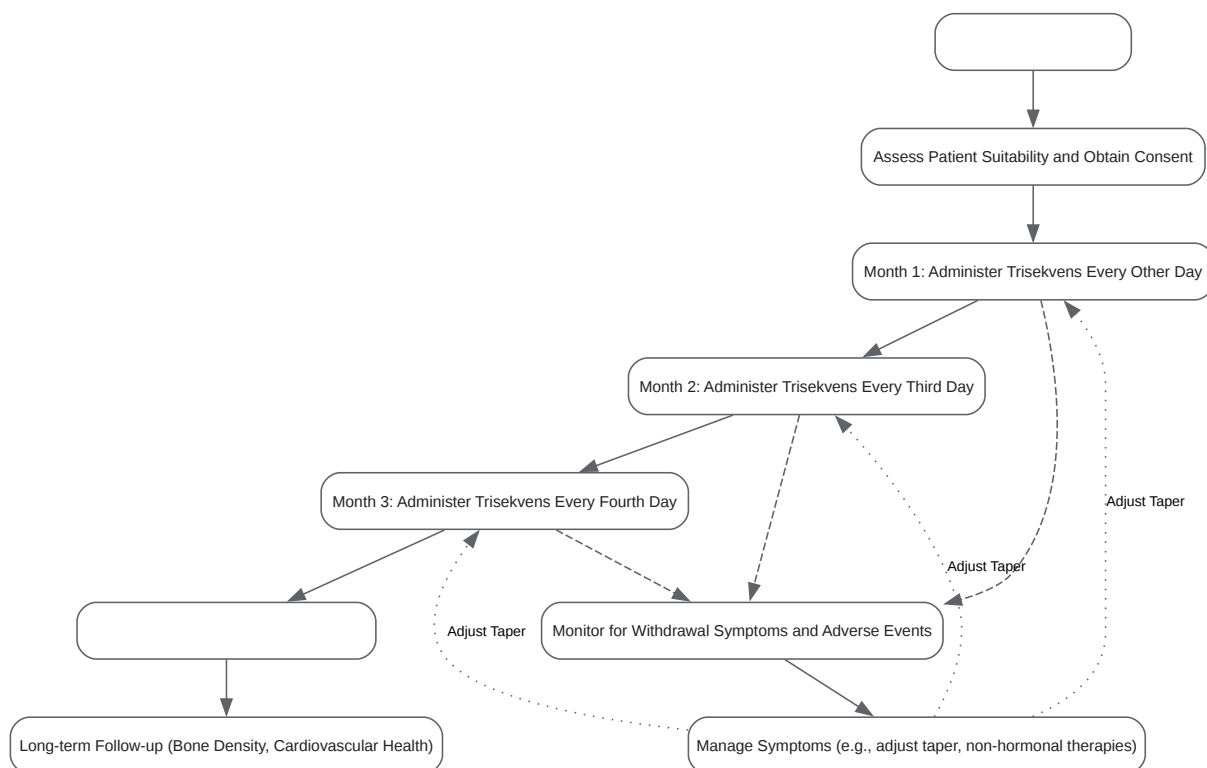 Assess Patient Suitability and Obtain Consent
Month 1: Administer Trisekvens Every Other Day
Month 2: Administer Trisekvens Every Third Day
Month 3: Administer Trisekvens Every Fourth Day
Adjust Taper
Adjust Taper
Adjust Taper
Monitor for Withdrawal Symptoms and Adverse Events
Long-term Follow-up (Bone Density, Cardiovascular Health)
Manage Symptoms (e.g., adjust taper, non-hormonal therapies)